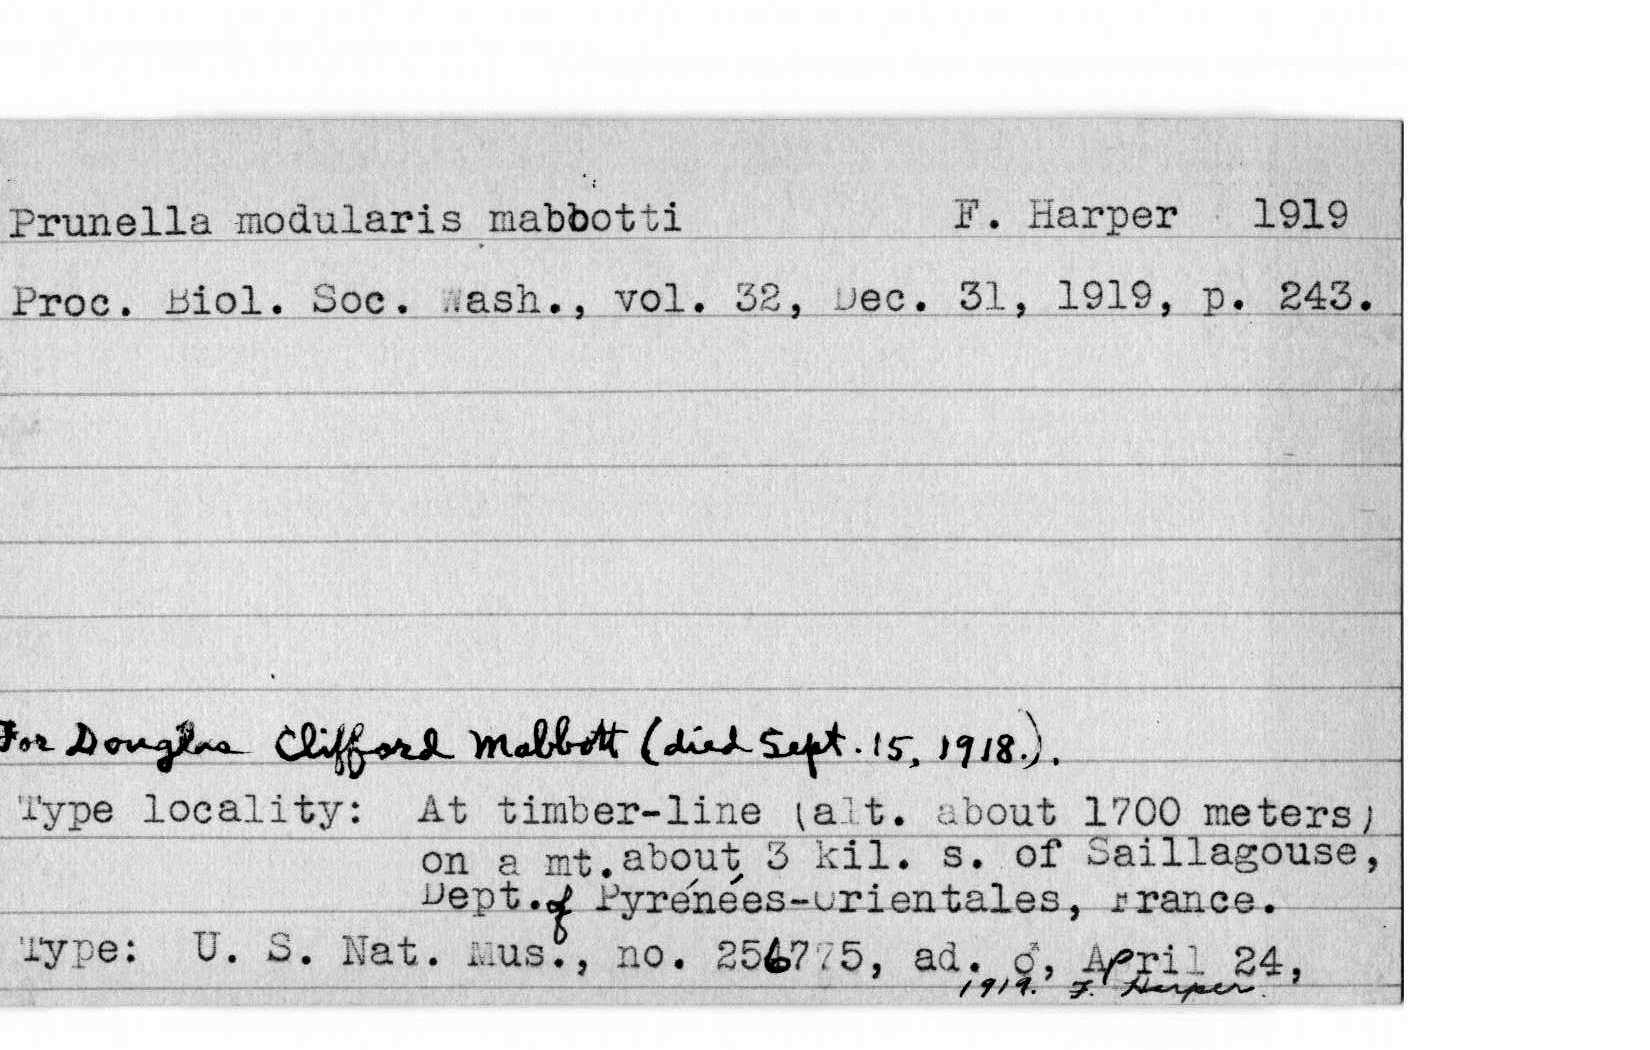 Prunella modularis mabbotti F. Harper 1919
Proc. Biol. Soc. Wash., vol. 32, Dec. 31, 1919, p. 243.
For Douglas Clifford Mabbott (died Sept. 15, 1918.).
Type locality: At timber-line (alt. about 1700 meters)
on a mt. about 3 kil. s. of Saillagouse,
Dept. of Pyrénées-Orientales, France.
Type: U. S. Nat. Mus., no. 256775, ad. ♂, April 24,
1919. F. Harper.